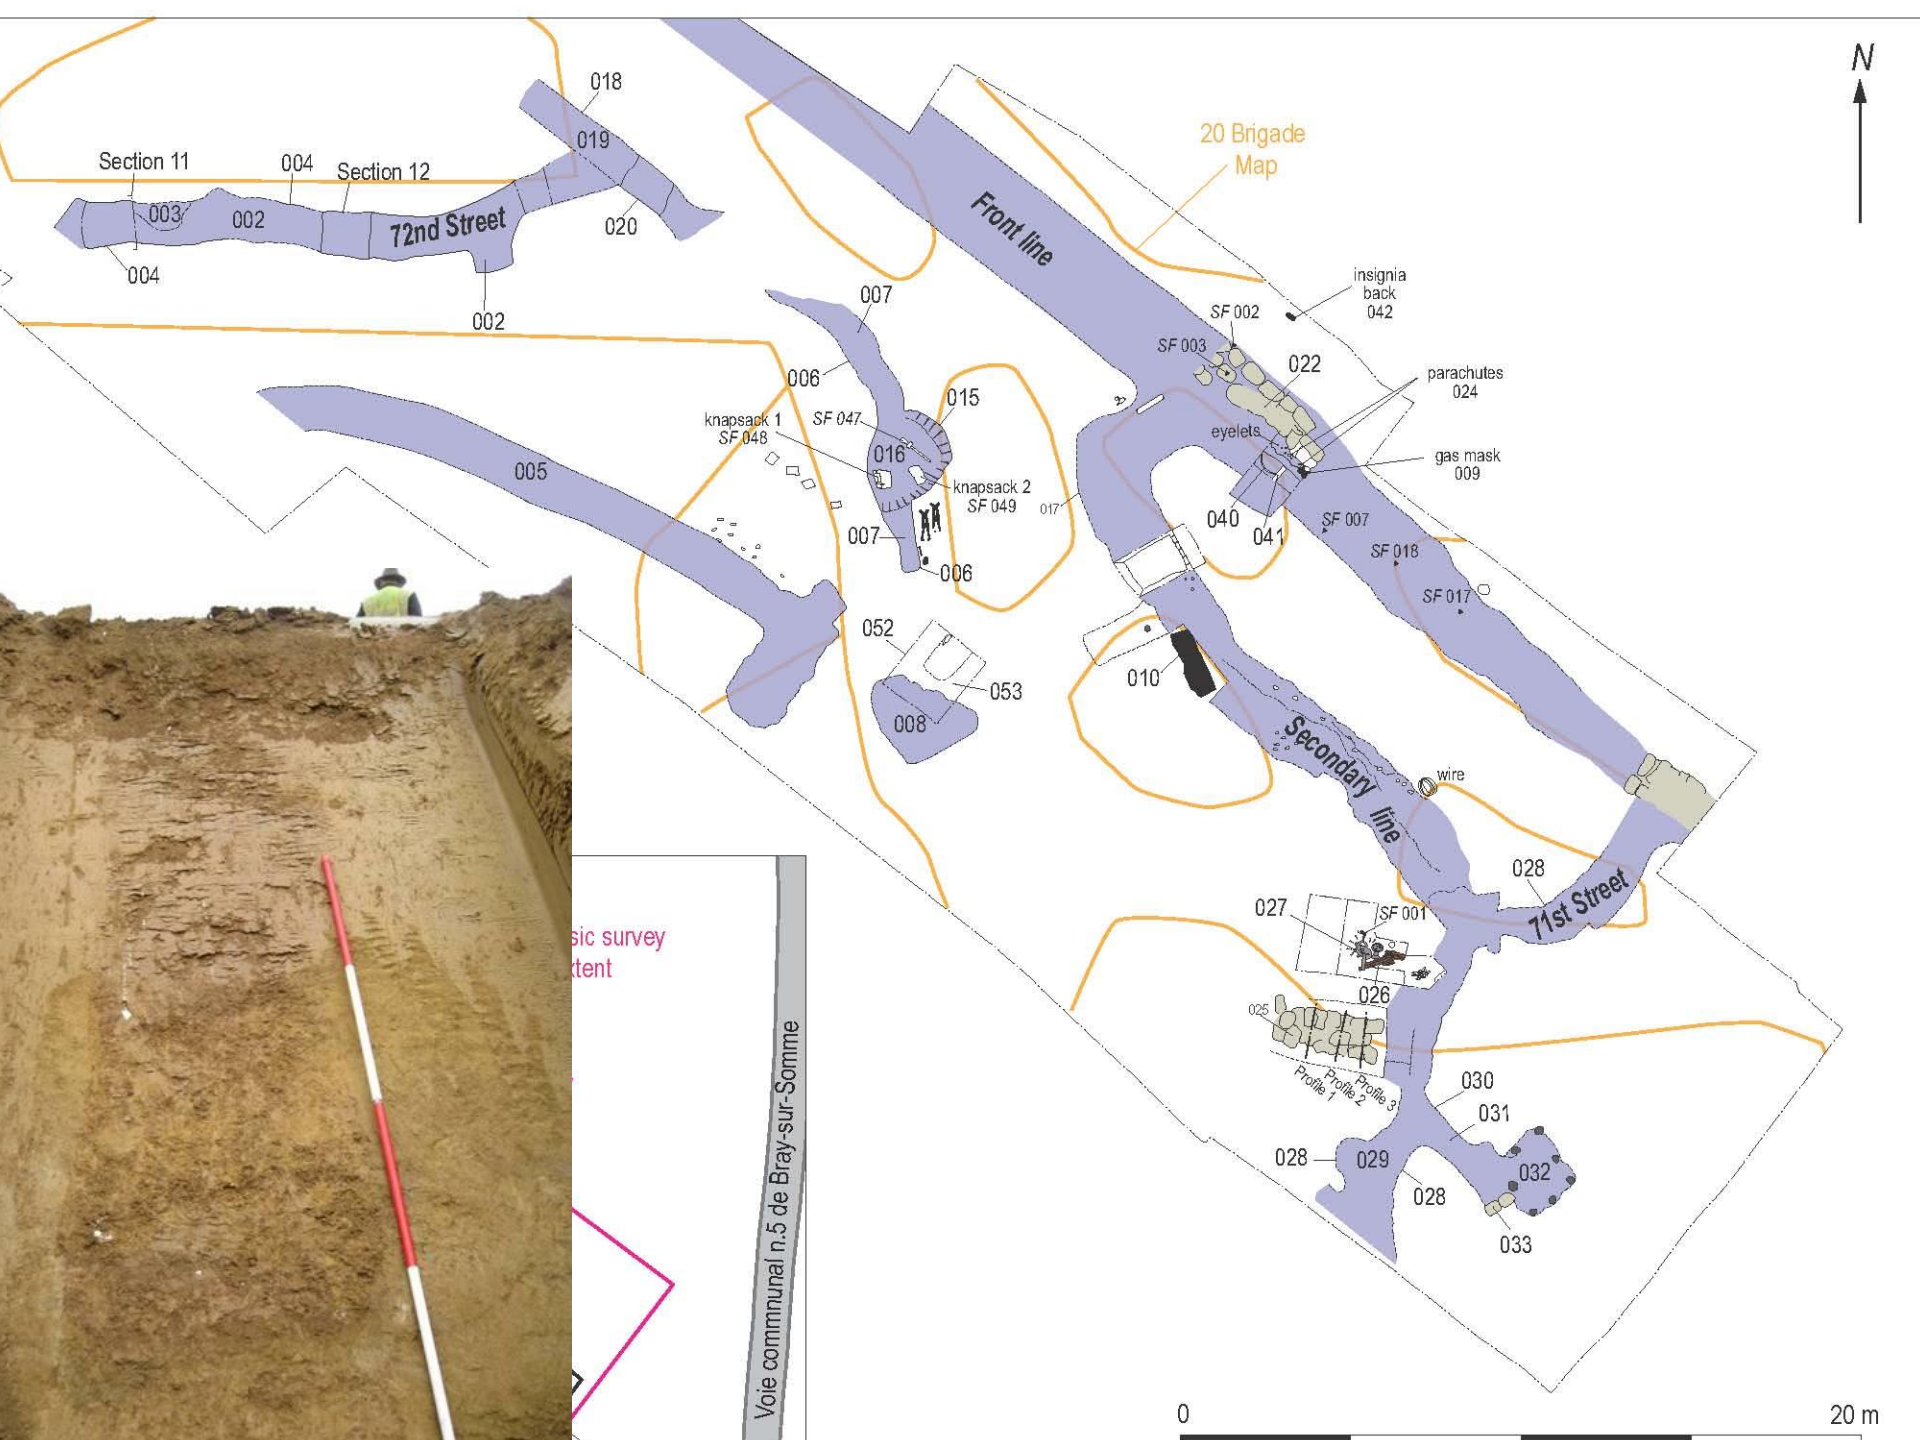 N
018
019
020
Section 11
004
Section 12
003
002
72nd Street
004
002
20 Brigade
Map
Front line
insignia
back
042
SF 002
SF 003
022
parachutes
024
eyelets
gas mask
009
040
041
SF 007
SF 018
SF 017
007
006
015
knapsack 1
SF 048
SF 047
016
knapsack 2
SF 049
017
007
006
005
052
053
008
010
Secondary line
wire
028
71st Street
027
SF 001
026
025
Profile 1
Profile 2
Profile 3
030
031
028
029
032
028
033
sic survey
xtent
Voie communal n.5 de Bray-sur-Somme
0
20 m